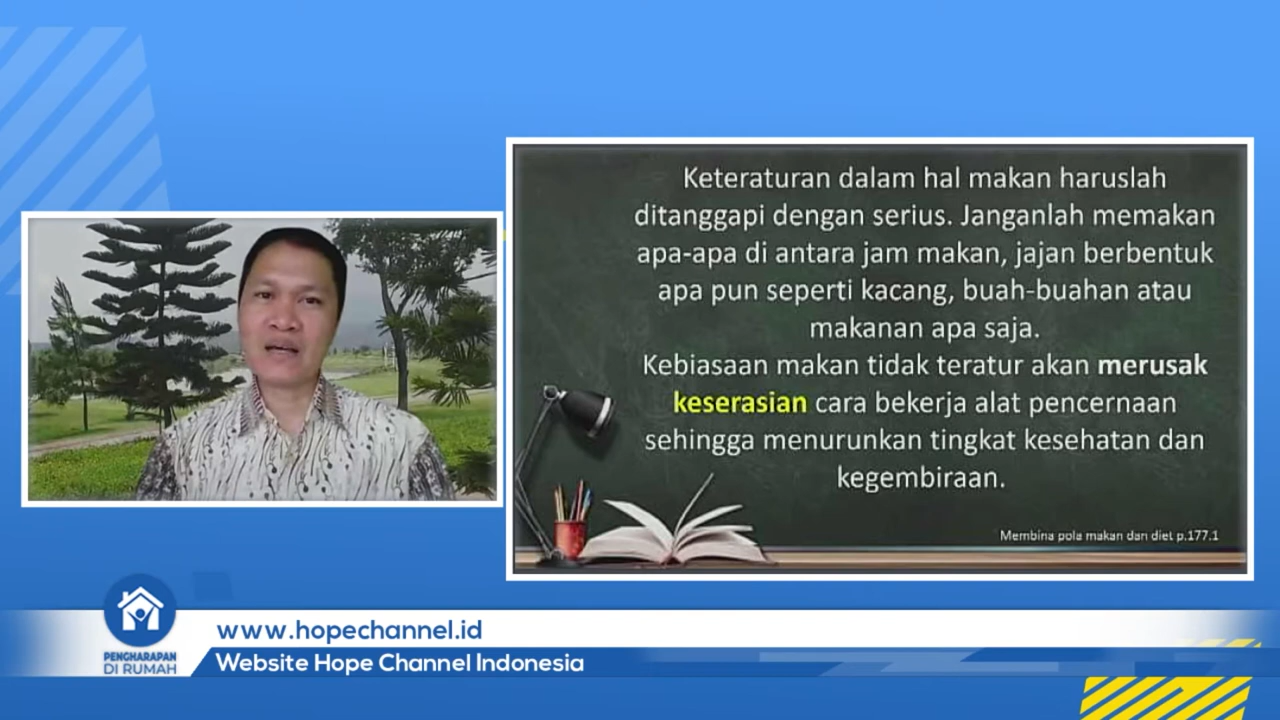 Keteraturan dalam hal makan haruslah
ditanggapi dengan serius. Janganlah memakan
apa-apa di antara jam makan, jajan berbentuk
apa pun seperti kacang, buah-buahan atau
makanan apa saja.
Kebiasaan makan tidak teratur akan merusak
keserasian cara bekerja alat pencernaan
sehingga menurunkan tingkat kesehatan dan
kegembiraan.
Membina pola makan dan diet p.177.1
www.hopechannel.id
PENGHARAPAN
DI RUMAH
Website Hope Channel Indonesia